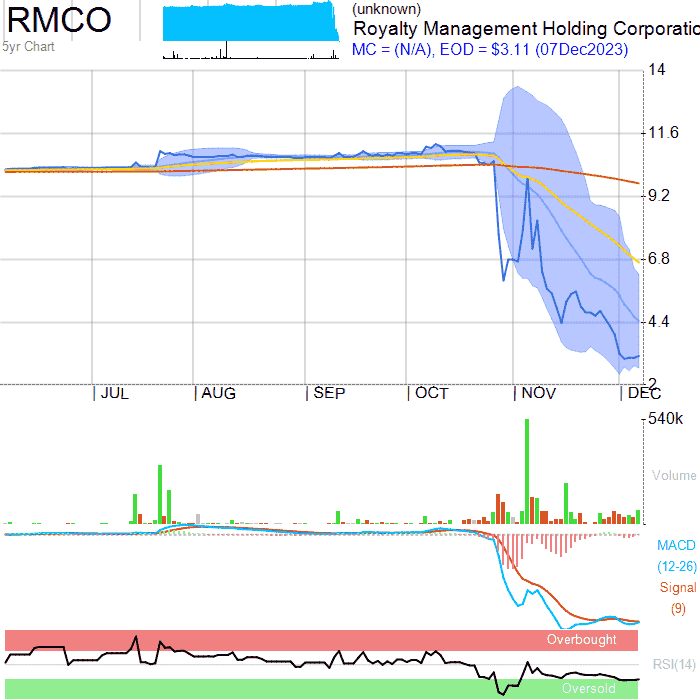 RMCO
5yr Chart
(unknown)
Royalty Management Holding Corporatio
MC = (N/A), EOD = $3.11 (07Dec2023)
14
11.6
9.2
6.8
4.4
2
JUL AUG SEP OCT NOV DEC
540k
Volume
MACD
(12-26)
Signal
(9)
Overbought
RSI(14)
Oversold